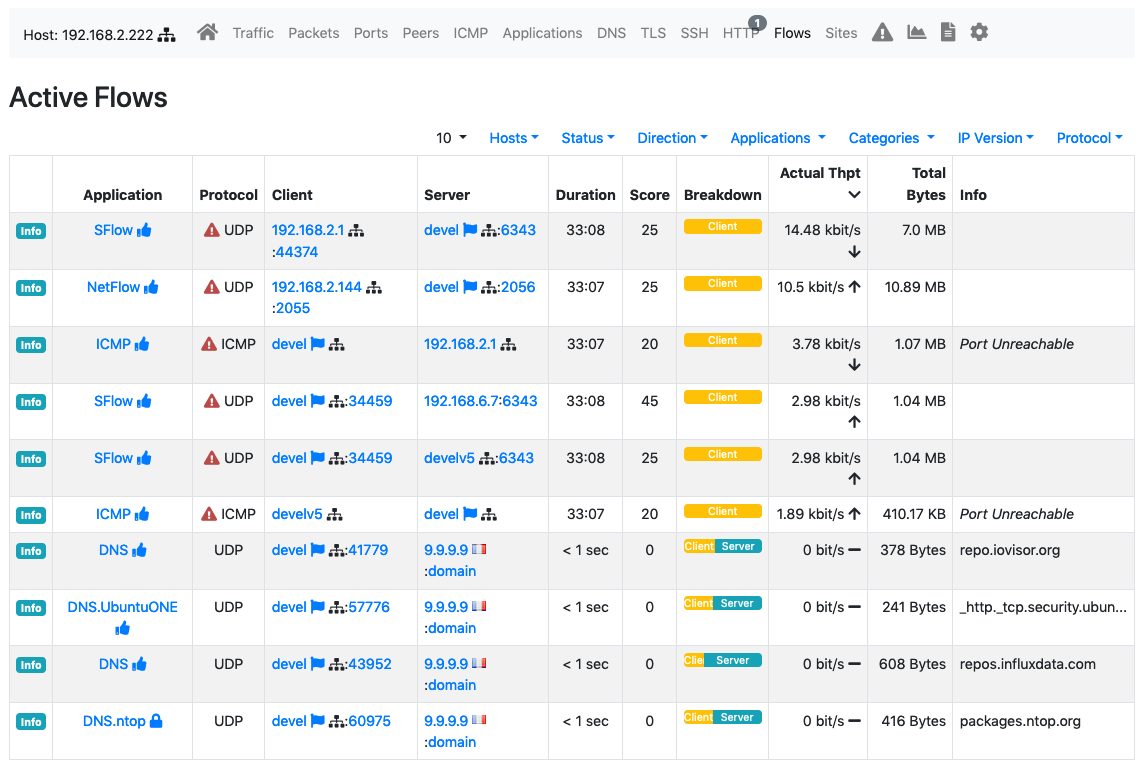 Host: 192.168.2.222 Traffic Packets Ports Peers ICMP Applications DNS TLS SSH HTTP 1 Flows Sites
Active Flows
10 Hosts Status Direction Applications Categories IP Version Protocol
Application Protocol Client Server Duration Score Breakdown Actual Thpt Total Bytes Info
Info SFlow UDP 192.168.2.1 devel :6343 33:08 25 Client 14.48 kbit/s 7.0 MB
:44374
Info NetFlow UDP 192.168.2.144 devel :2056 33:07 25 Client 10.5 kbit/s 10.89 MB
:2055
Info ICMP ICMP devel 192.168.2.1 33:07 20 Client 3.78 kbit/s 1.07 MB Port Unreachable
Info SFlow UDP devel :34459 192.168.6.7:6343 33:08 45 Client 2.98 kbit/s 1.04 MB
Info SFlow UDP devel :34459 develv5 :6343 33:08 25 Client 2.98 kbit/s 1.04 MB
Info ICMP ICMP develv5 devel 33:07 20 Client 1.89 kbit/s 410.17 KB Port Unreachable
Info DNS UDP devel :41779 9.9.9.9 < 1 sec 0 Client Server 0 bit/s 378 Bytes repo.iovisor.org
:domain
Info DNS.UbuntuONE UDP devel :57776 9.9.9.9 < 1 sec 0 Client Server 0 bit/s 241 Bytes _http._tcp.security.ubun...
:domain
Info DNS UDP devel :43952 9.9.9.9 < 1 sec 0 Clie Server 0 bit/s 608 Bytes repos.influxdata.com
:domain
Info DNS.ntop UDP devel :60975 9.9.9.9 < 1 sec 0 Client Server 0 bit/s 416 Bytes packages.ntop.org
:domain